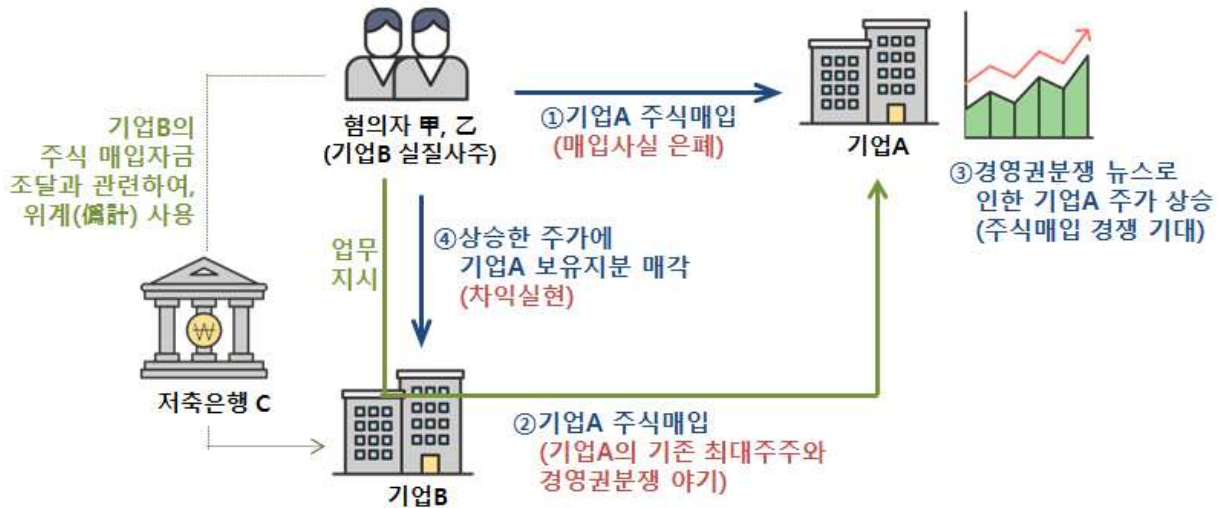 기업B의
주식 매입자금
조달과 관련하여,
위계(僞計) 사용
혐의자 甲, 乙
(기업B 실질사주)
①기업A 주식매입
(매입사실 은폐)
기업A
③경영권분쟁 뉴스로
인한 기업A 주가 상승
(주식매입 경쟁 기대)
업무
지시
④상승한 주가에
기업A 보유지분 매각
(차익실현)
₩
저축은행 C
②기업A 주식매입
(기업A의 기존 최대주주와
경영권분쟁 야기)
기업B